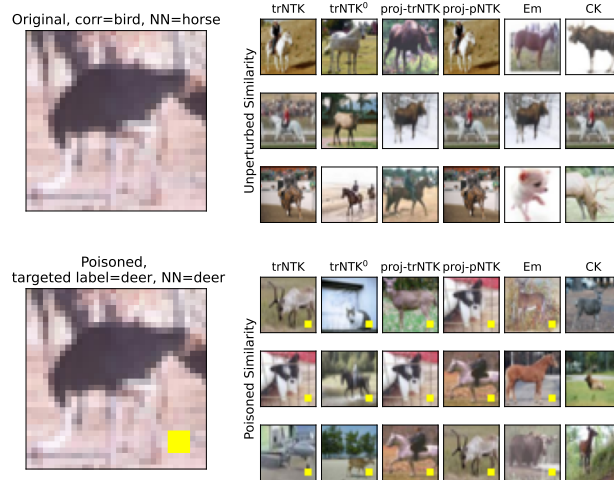 Original, corr=bird, NN=horse
Unperturbed Similarity
trNTK
trNTK⁰
proj-trNTK
proj-pNTK
Em
CK
Poisoned,
targeted label=deer, NN=deer
Poisoned Similarity
trNTK
trNTK⁰
proj-trNTK
proj-pNTK
Em
CK